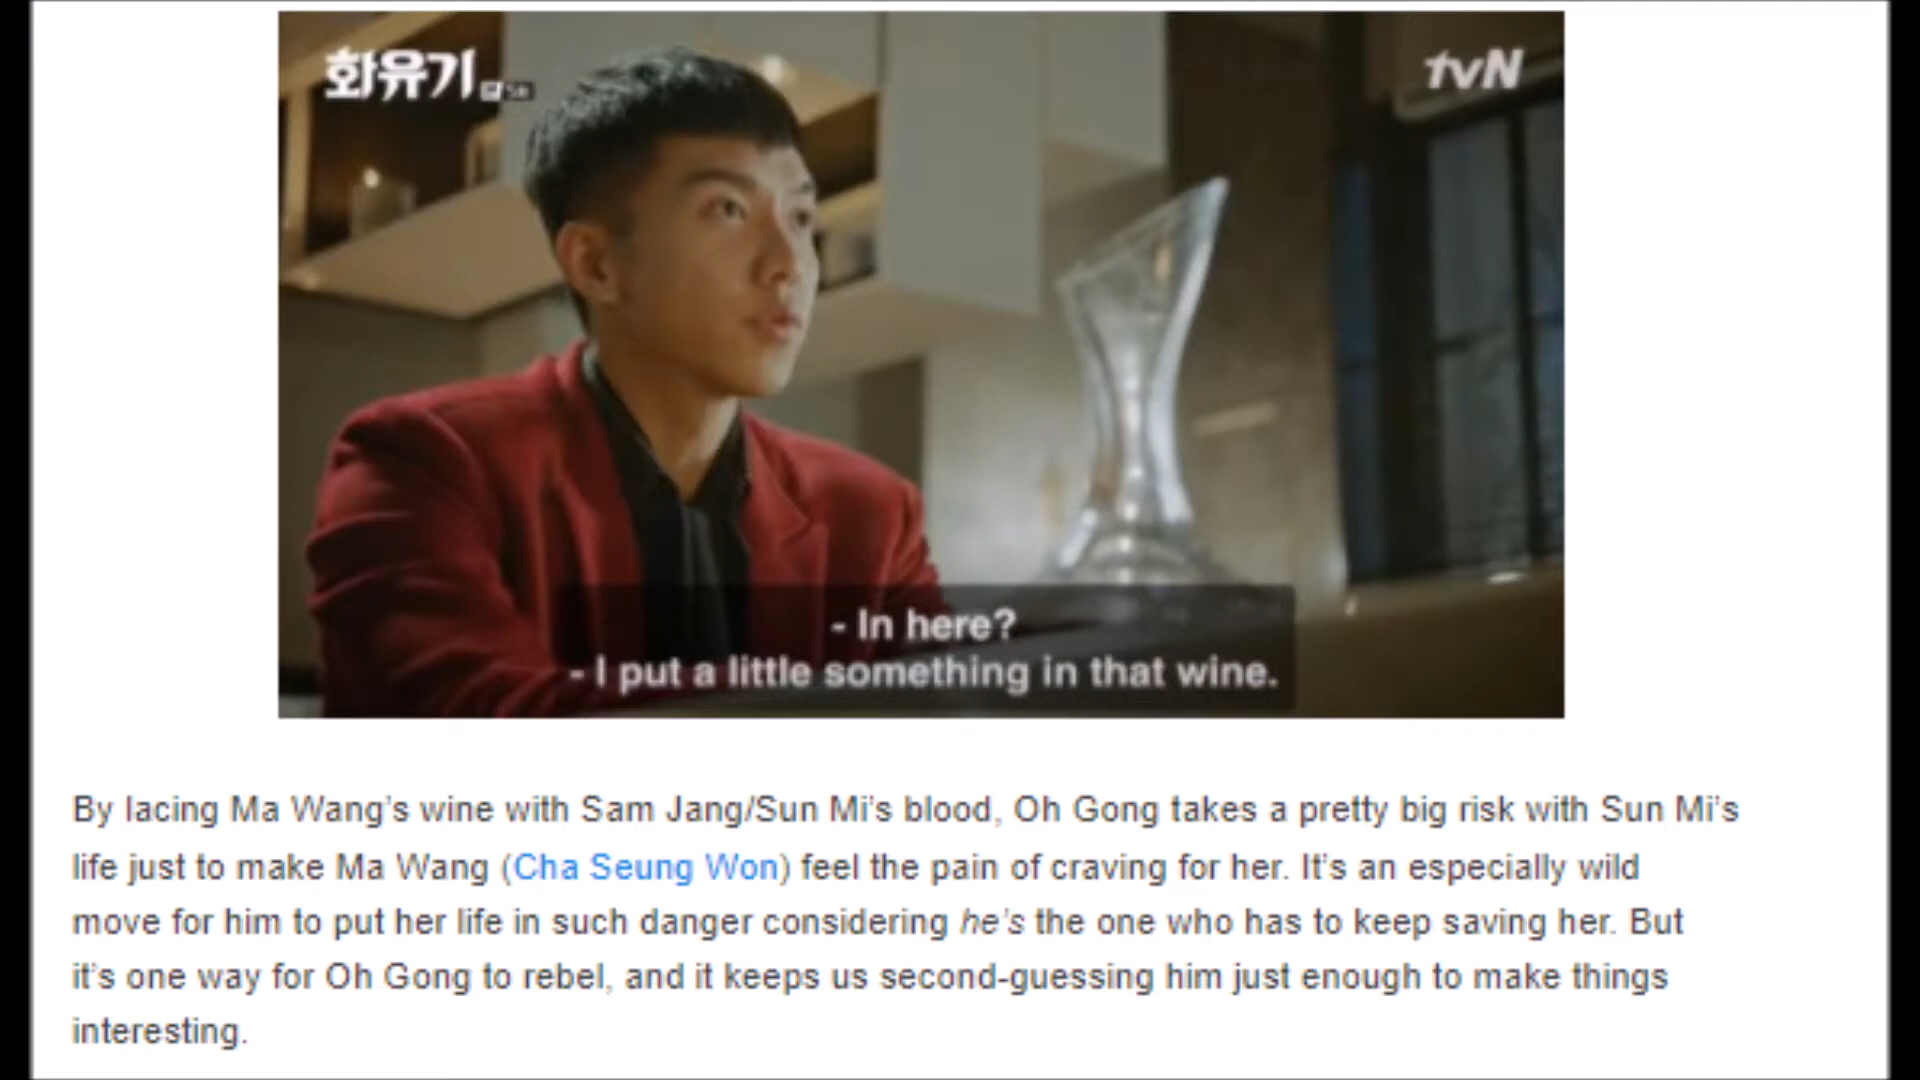 화유기
tvN
- In here?
- I put a little something in that wine.
By lacing Ma Wang’s wine with Sam Jang/Sun Mi’s blood, Oh Gong takes a pretty big risk with Sun Mi’s
life just to make Ma Wang (Cha Seung Won) feel the pain of craving for her. It’s an especially wild
move for him to put her life in such danger considering he’s the one who has to keep saving her. But
it’s one way for Oh Gong to rebel, and it keeps us second-guessing him just enough to make things
interesting.